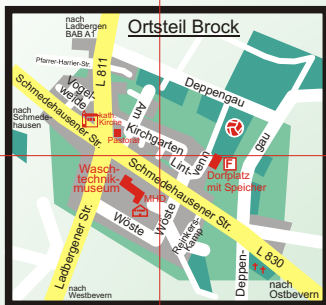 Ortsteil Brock
nach
Ladbergen
BAB A1
Pfarrer-Harrier-Str.
L 811
Deppengau
Vogel-
weide
nach
Schmede-
hausen
Schmedehausener Str.
kath.
Kirche
Pastorat
Am
Kirchgarten
Lint-
venn
gau
F
Dorfplatz
mit Speicher
Wasch-
technik-
museum
MHD
Schmedehausener Str.
Ladbergener Str.
Wöste
Wöste
Reinkers
Kamp
Deppen-
L 830
nach
Westbevern
nach
Ostbevern